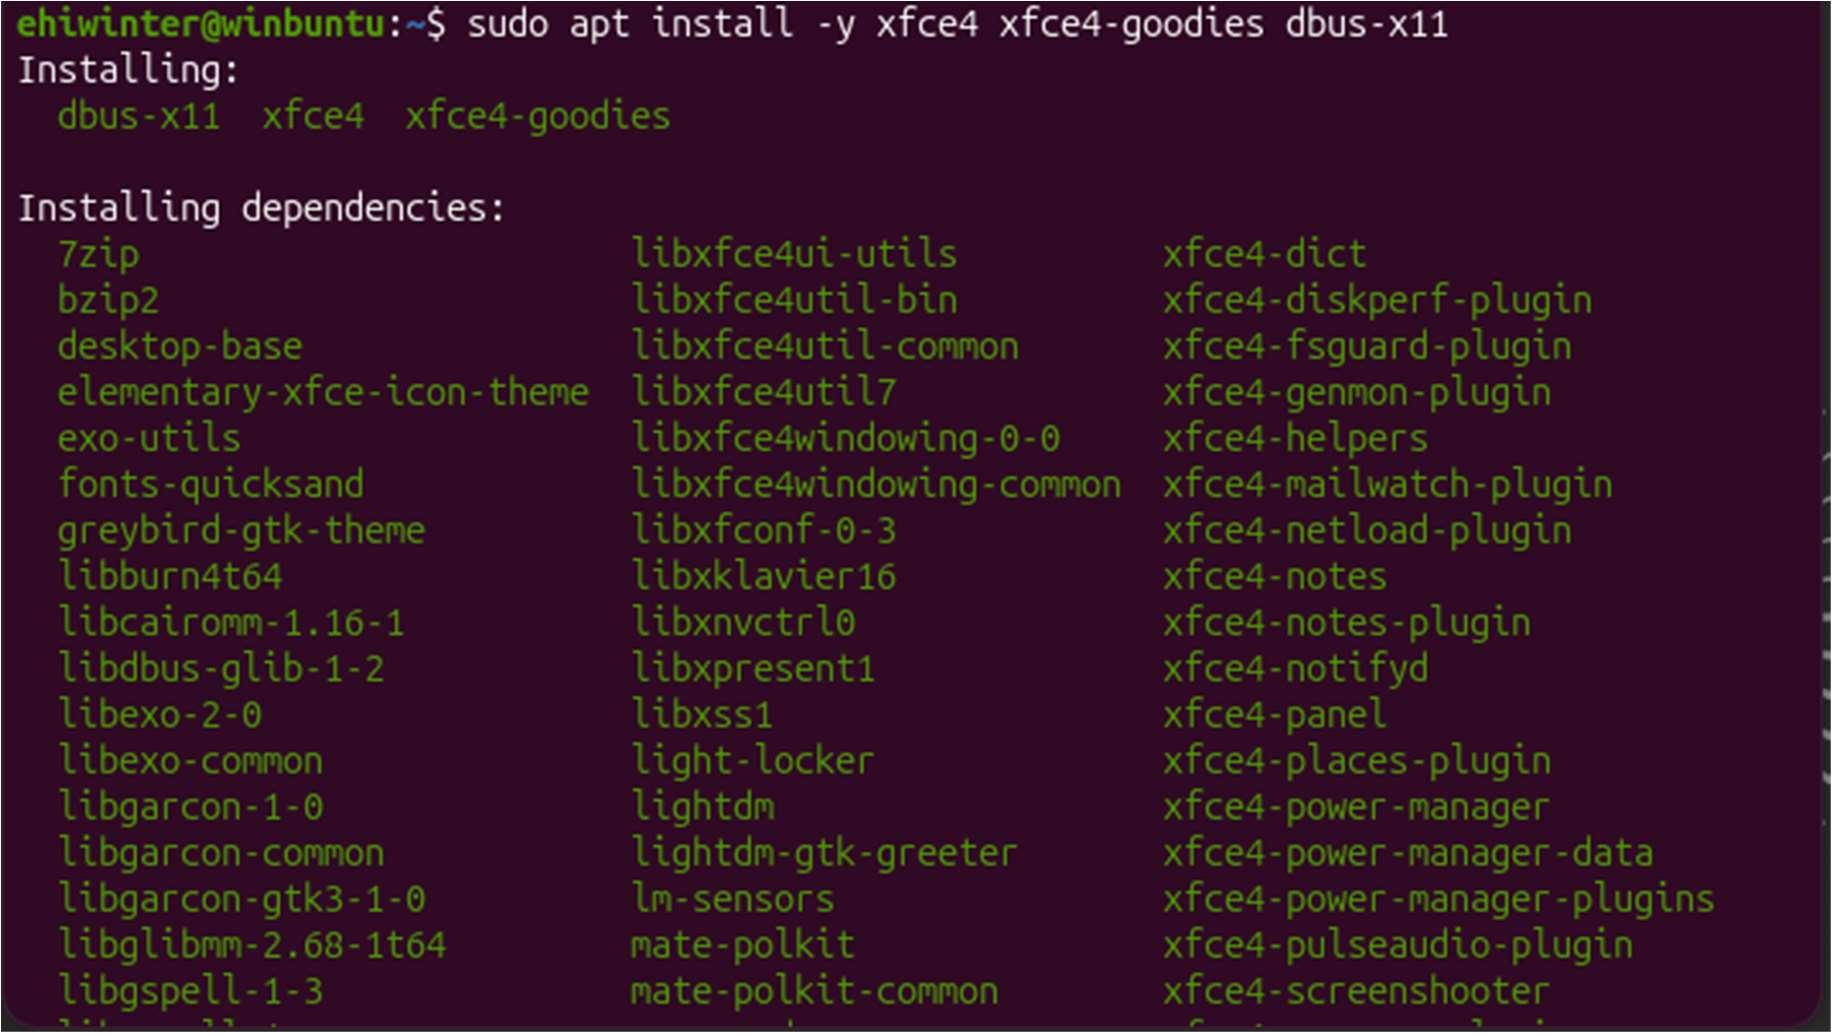 ehiwinter@winbuntu:~$ sudo apt install -y xfce4 xfce4-goodies dbus-x11
Installing:
  dbus-x11  xfce4  xfce4-goodies

Installing dependencies:
  7zip                         libxfce4ui-utils          xfce4-dict
  bzip2                        libxfce4util-bin          xfce4-diskperf-plugin
  desktop-base                 libxfce4util-common       xfce4-fsguard-plugin
  elementary-xfce-icon-theme   libxfce4util7             xfce4-genmon-plugin
  exo-utils                    libxfce4windowing-0-0     xfce4-helpers
  fonts-quicksand              libxfce4windowing-common  xfce4-mailwatch-plugin
  greybird-gtk-theme           libxfconf-0-3             xfce4-netload-plugin
  libburn4t64                  libxklavier16             xfce4-notes
  libcairomm-1.16-1            libxnvctrl0               xfce4-notes-plugin
  libdbus-glib-1-2             libxpresent1              xfce4-notifyd
  libexo-2-0                   libxss1                   xfce4-panel
  libexo-common                light-locker              xfce4-places-plugin
  libgarcon-1-0                lightdm                   xfce4-power-manager
  libgarcon-common             lightdm-gtk-greeter       xfce4-power-manager-data
  libgarcon-gtk3-1-0           lm-sensors                xfce4-power-manager-plugins
  libglibmm-2.68-1t64          mate-polkit               xfce4-pulseaudio-plugin
  libgspell-1-3                mate-polkit-common        xfce4-screenshooter